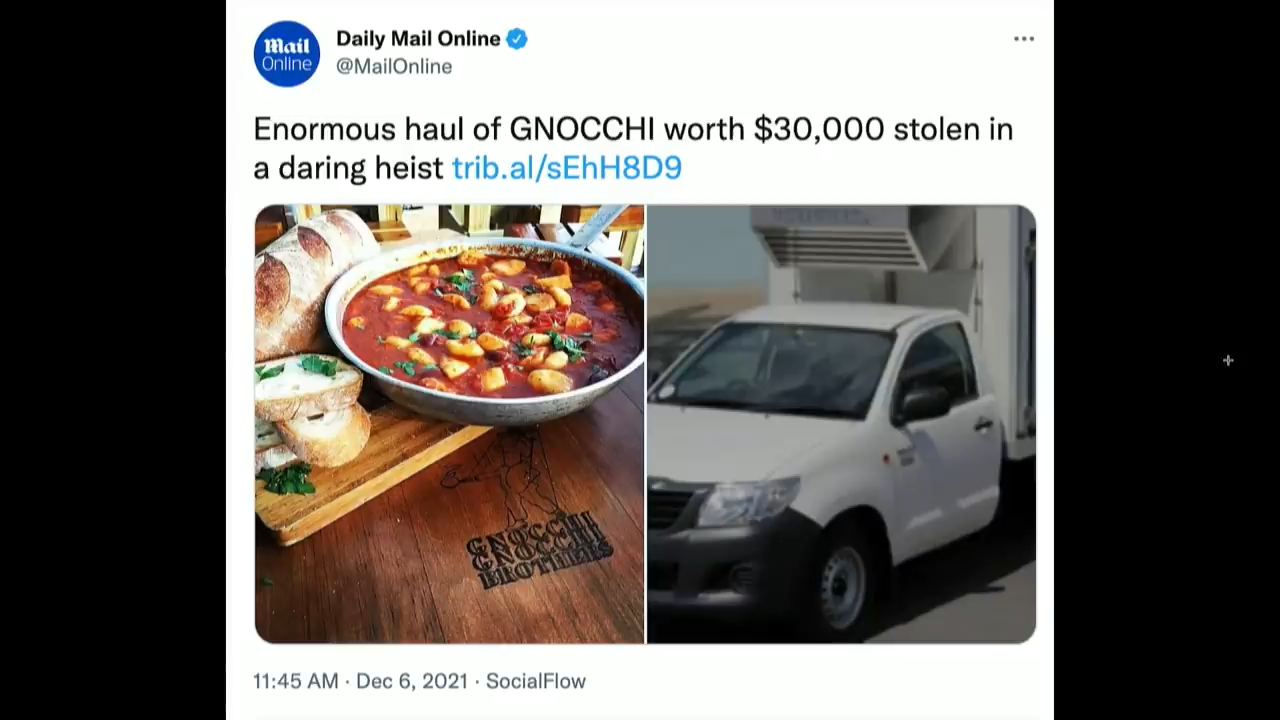 Mail
Online
Daily Mail Online
@MailOnline
Enormous haul of GNOCCHI worth $30,000 stolen in
a daring heist trib.al/sEhH8D9
GNOCCHI
GNOCCHI
BROTHERS
11:45 AM · Dec 6, 2021 · SocialFlow